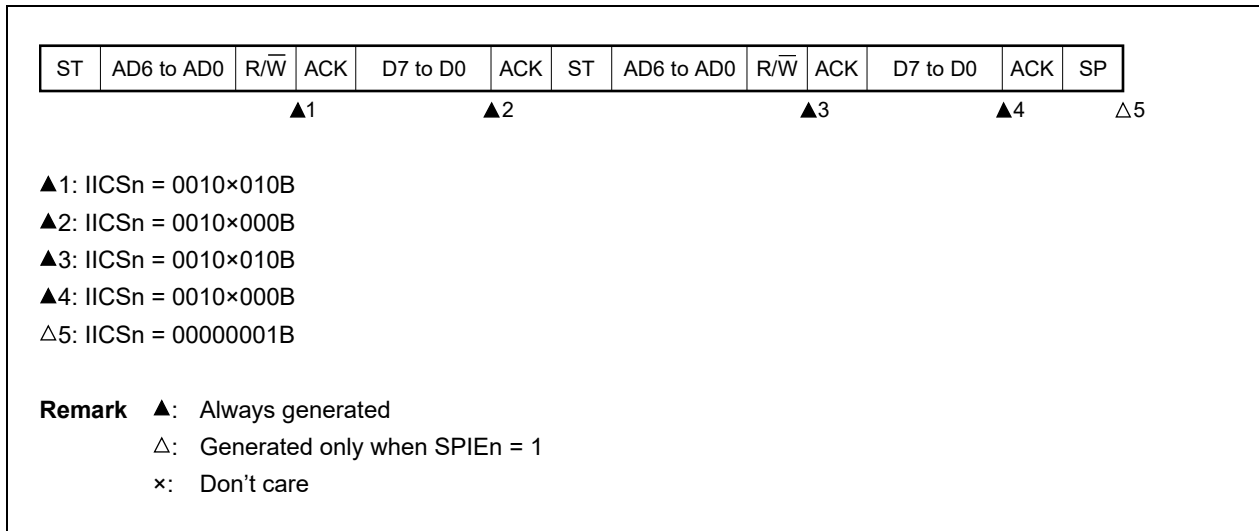 ST AD6 to AD0 R/W̅ ACK D7 to D0 ACK ST AD6 to AD0 R/W̅ ACK D7 to D0 ACK SP
▲1 ▲2 ▲3 ▲4 △5
▲1: IICSn = 0010×010B
▲2: IICSn = 0010×000B
▲3: IICSn = 0010×010B
▲4: IICSn = 0010×000B
△5: IICSn = 00000001B
Remark ▲: Always generated
△: Generated only when SPIEn = 1
×: Don’t care